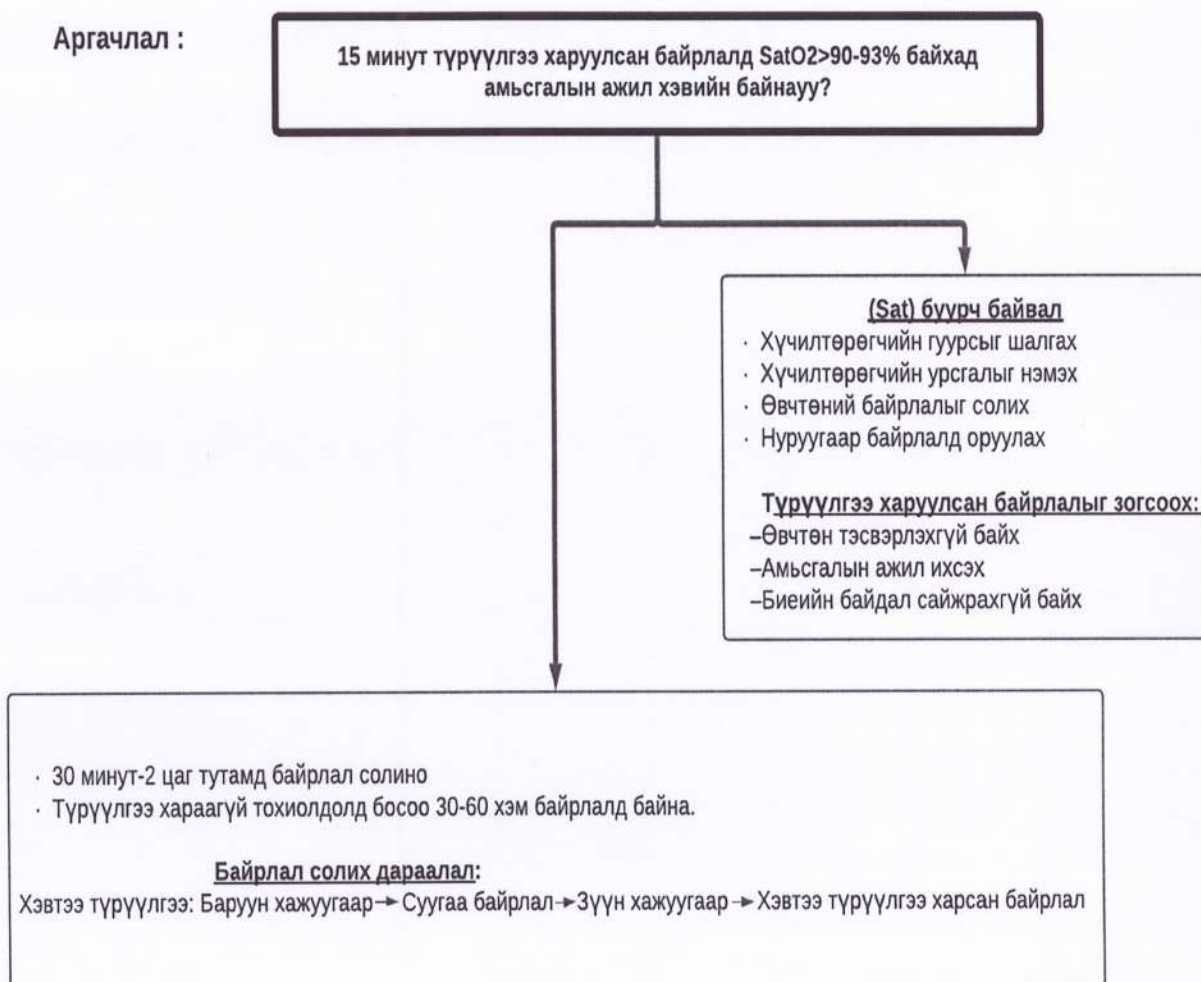 Аргачлал :
15 минут түрүүлгээ харуулсан байрлалд SatO2>90-93% байхад
амьсгалын ажил хэвийн байнауу?
(Sat) буурч байвал
· Хүчилтөрөгчийн гуурсыг шалгах
· Хүчилтөрөгчийн урсгалыг нэмэх
· Өвчтөний байрлалыг солих
· Нуруугаар байрлалд оруулах
Түрүүлгээ харуулсан байрлалыг зогсоох:
–Өвчтөн тэсвэрлэхгүй байх
–Амьсгалын ажил ихсэх
–Биеийн байдал сайжрахгүй байх
· 30 минут-2 цаг тутамд байрлал солино
· Түрүүлгээ хараагүй тохиолдолд босоо 30-60 хэм байрлалд байна.
Байрлал солих дараалал:
Хэвтээ түрүүлгээ: Баруун хажуугаар→ Суугаа байрлал→Зүүн хажуугаар → Хэвтээ түрүүлгээ харсан байрлал